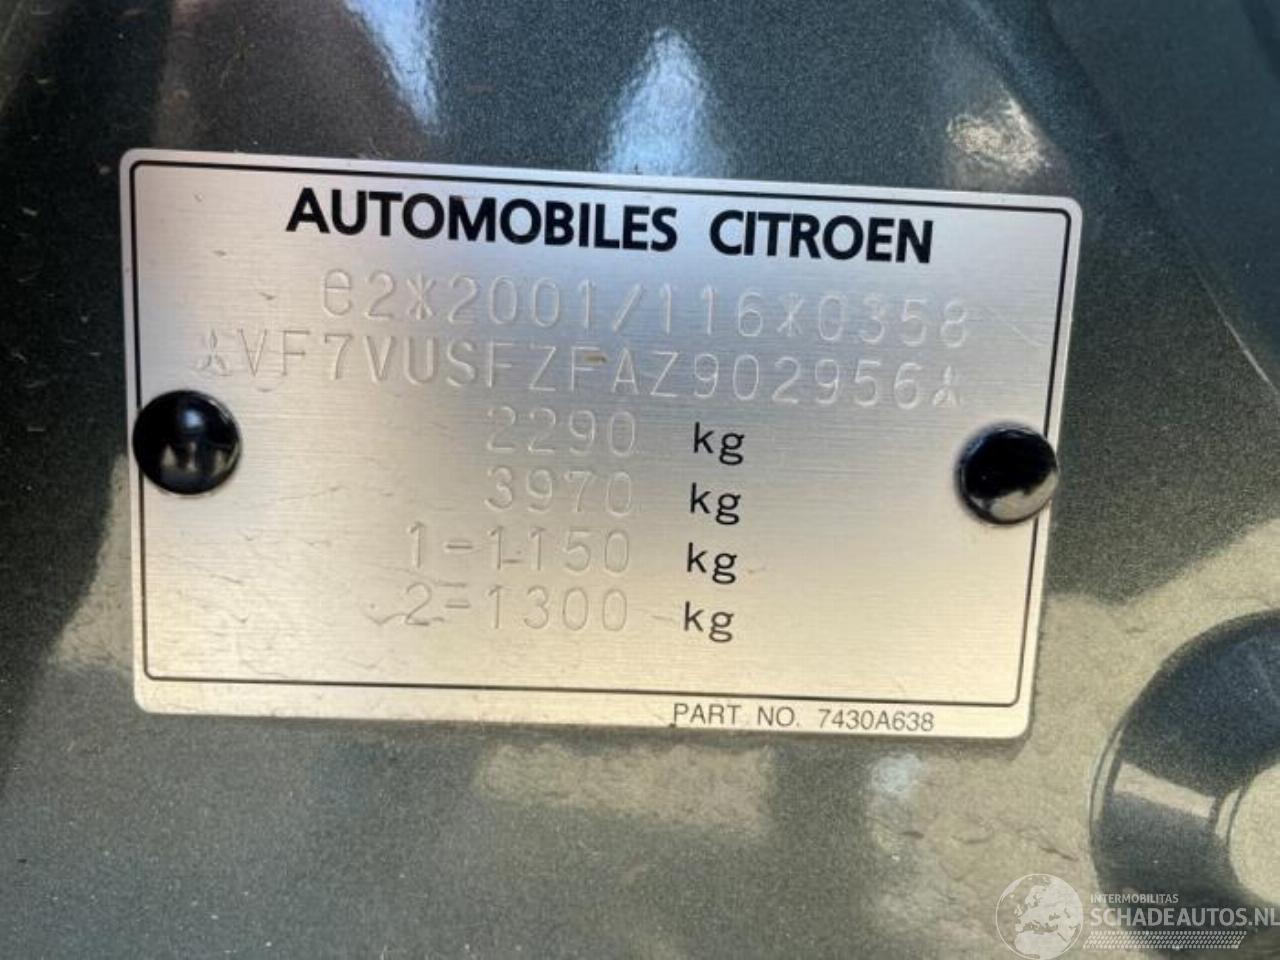 AUTOMOBILES CITROEN
e2*2001/116*0358
VF7VUSFZFAZ902956
2290 kg
3970 kg
1-1150 kg
2-1300 kg
PART NO. 7430A638
INTERMOBILITAS
SCHADEAUTOS.NL